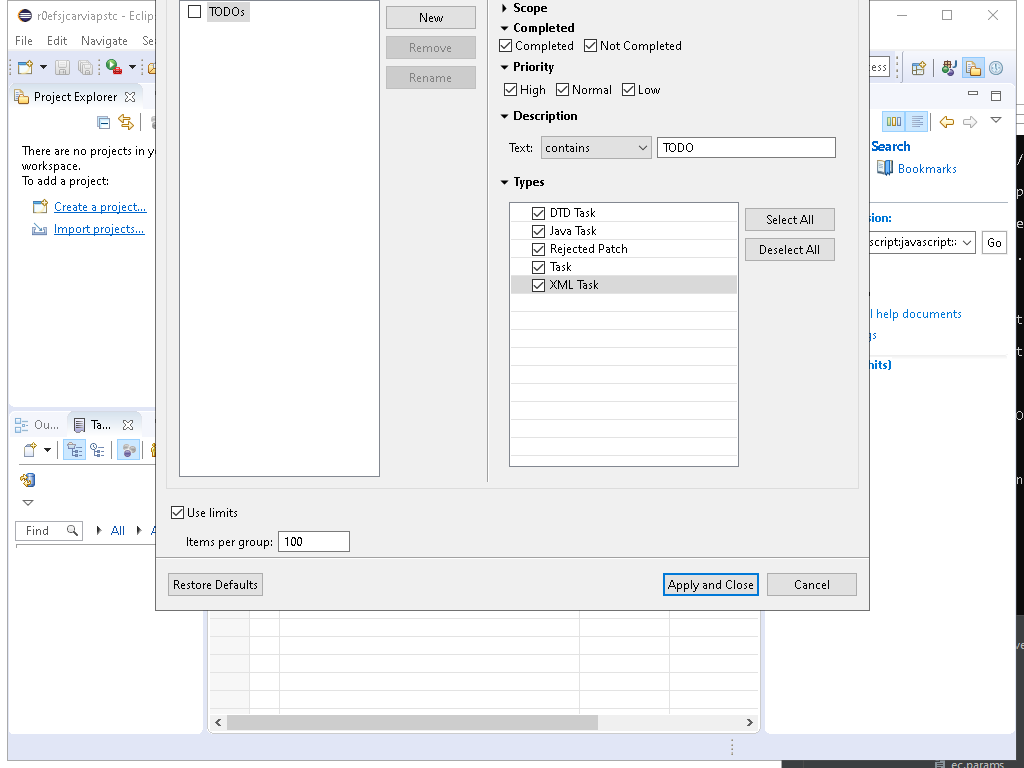 r0efsjcarviapstc - Eclip
File Edit Navigate Se
Project Explorer
There are no projects in y
workspace.
To add a project:
Create a project...
Import projects...
Ou...
Ta...
Find
All
TODOs
New
Remove
Rename
Scope
Completed
Completed Not Completed
Priority
High Normal Low
Description
Text: contains TODO
Types
DTD Task
Java Task
Rejected Patch
Task
XML Task
Select All
Deselect All
Use limits
Items per group: 100
Restore Defaults
Apply and Close
Cancel
ess
Search
Bookmarks
sion:
script:javascript:
Go
l help documents
gs
hits)
ec.params